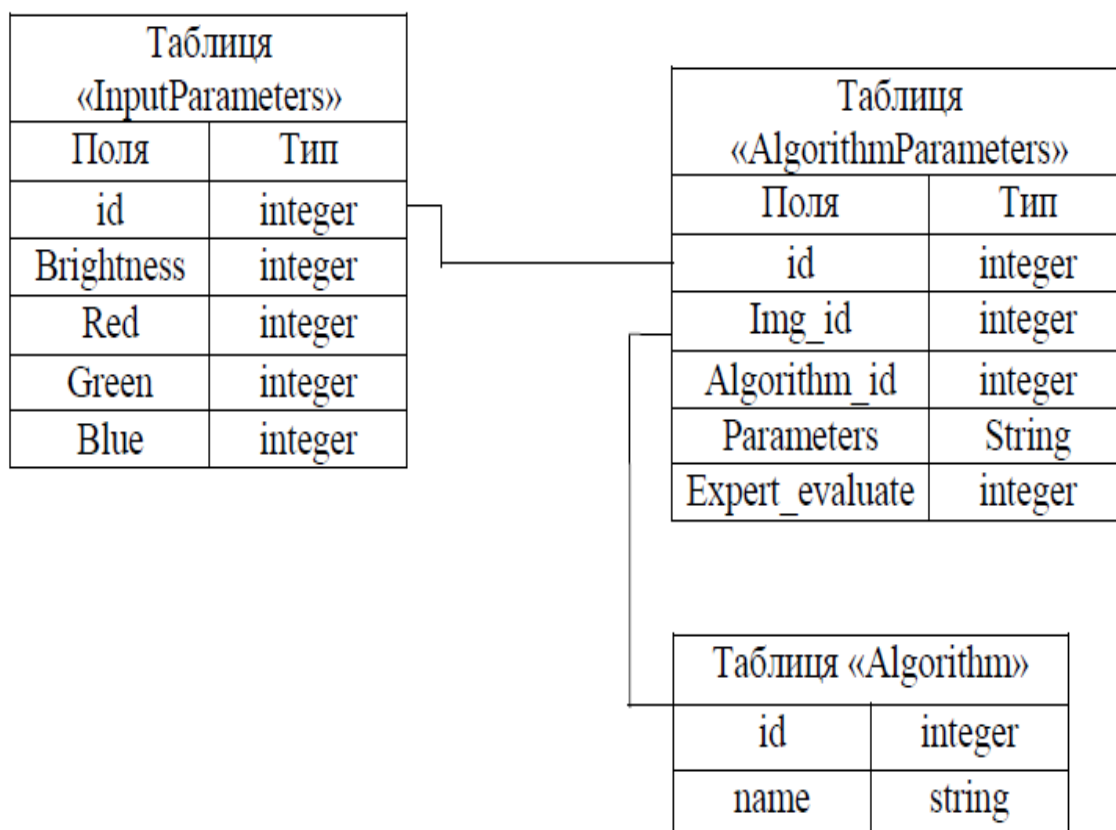 Таблиця
«InputParameters»
Поля Тип
id integer
Brightness integer
Red integer
Green integer
Blue integer
Таблиця
«AlgorithmParameters»
Поля Тип
id integer
Img_id integer
Algorithm_id integer
Parameters String
Expert_evaluate integer
Таблиця «Algorithm»
id integer
name string